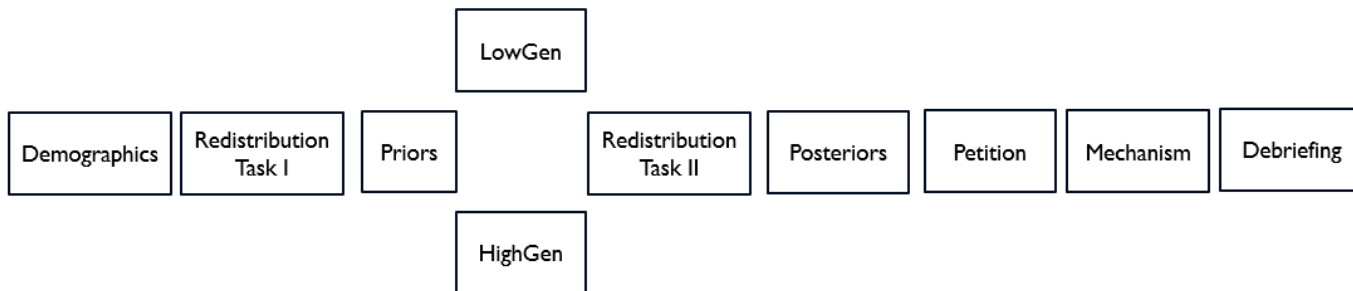 LowGen
Demographics
Redistribution
Task I
Priors
Redistribution
Task II
Posteriors
Petition
Mechanism
Debriefing
HighGen